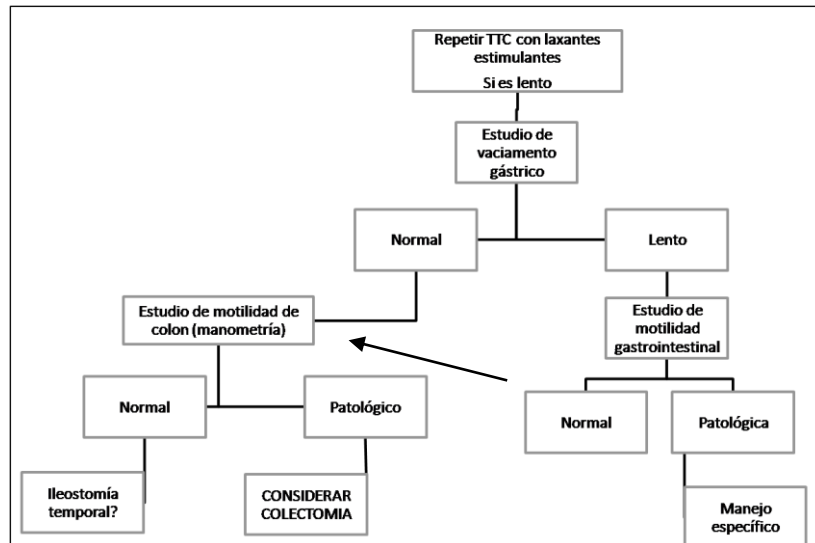 Repetir TTC con laxantes
estimulantes
Si es lento
Estudio de
vaciamento
gástrico
Normal
Lento
Estudio de motilidad de
colon (manometría)
Estudio de
motilidad
gastrointestinal
Normal
Patológico
Normal
Patológica
Ileostomía
temporal?
CONSIDERAR
COLECTOMIA
Manejo
específico